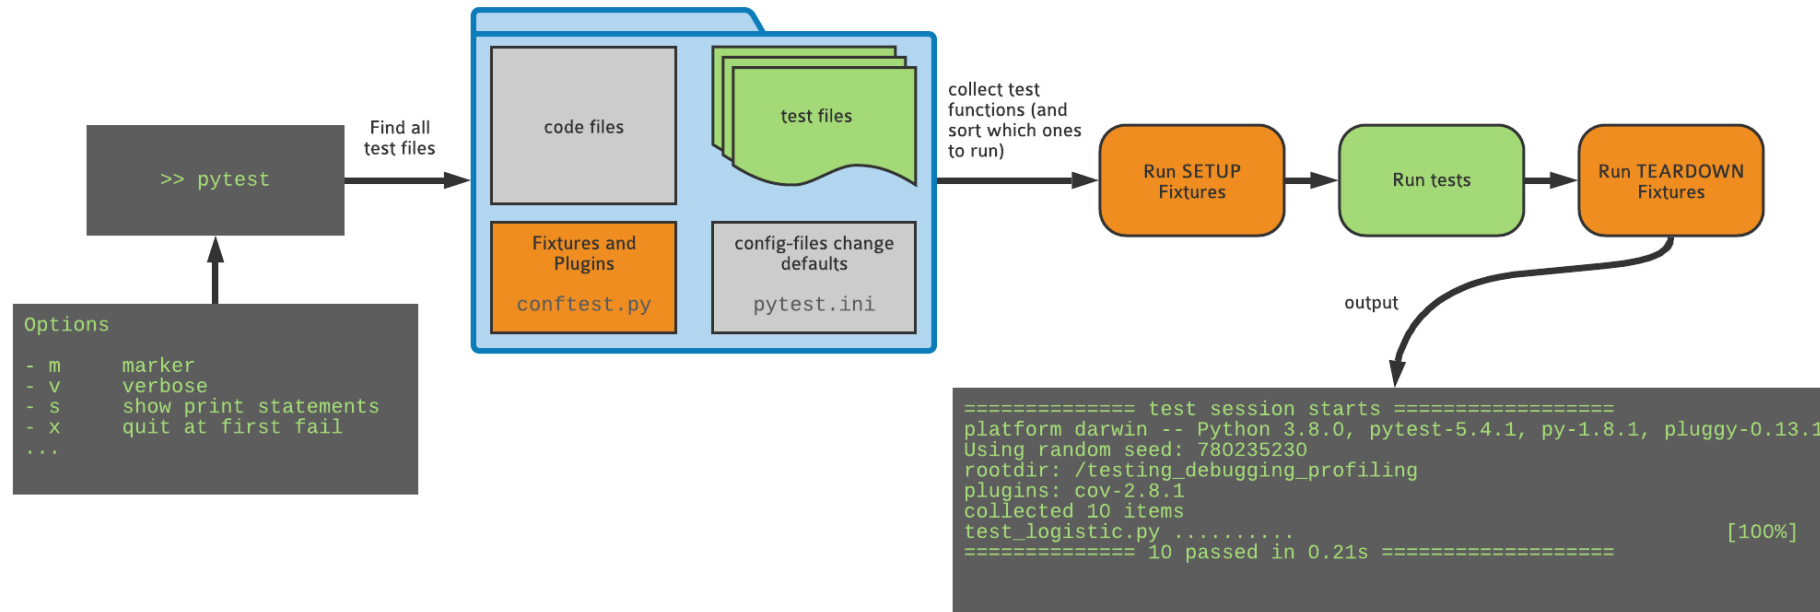 >> pytest
Options
- m marker
- v verbose
- s show print statements
- x quit at first fail
...
Find all
test files
code files
test files
Fixtures and
Plugins
conftest.py
config-files change
defaults
pytest.ini
collect test
functions (and
sort which ones
to run)
Run SETUP
Fixtures
Run tests
Run TEARDOWN
Fixtures
output
============== test session starts ==================
platform darwin -- Python 3.8.0, pytest-5.4.1, py-1.8.1, pluggy-0.13.1
Using random seed: 780235230
rootdir: /testing_debugging_profiling
plugins: cov-2.8.1
collected 10 items
test_logistic.py .......... [100%]
============== 10 passed in 0.21s ===================